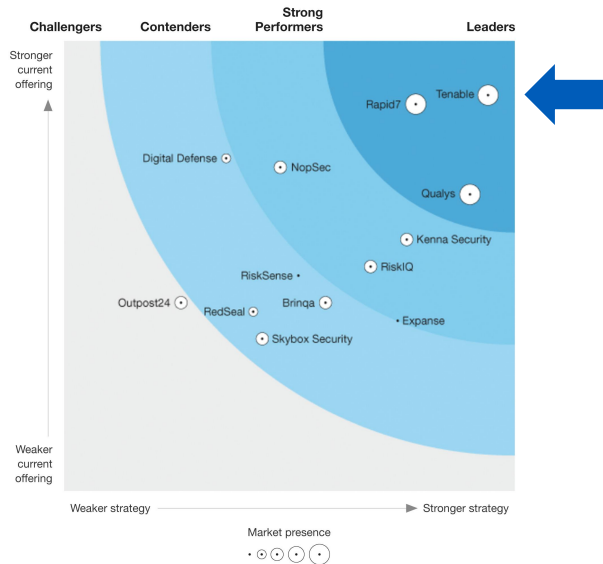 Challengers
Contenders
Strong
Performers
Leaders
Stronger
current
offering
Tenable
Rapid7
Digital Defense
NopSec
Qualys
Kenna Security
RiskIQ
RiskSense
Outpost24
RedSeal
Brinqa
Expanse
Skybox Security
Weaker
current
offering
Weaker strategy
Stronger strategy
Market presence